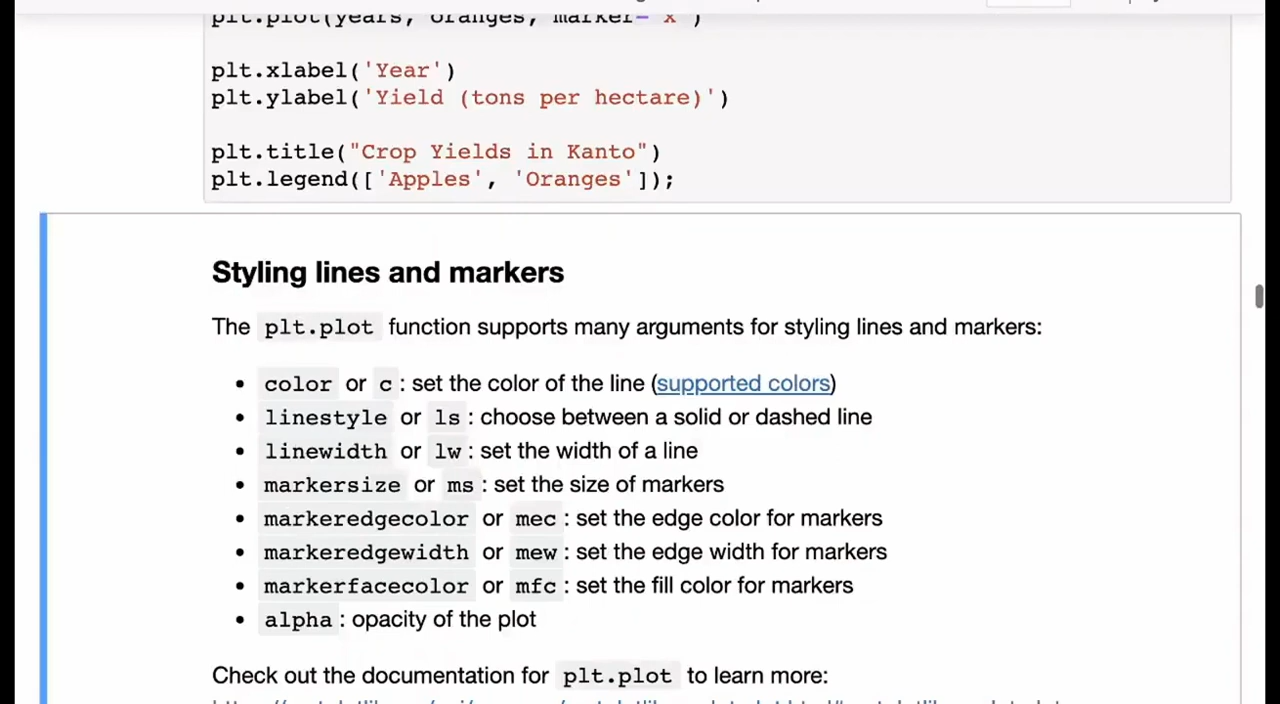 plt.plot(years, oranges, marker='x')
plt.xlabel('Year')
plt.ylabel('Yield (tons per hectare)')
plt.title("Crop Yields in Kanto")
plt.legend(['Apples', 'Oranges']);
Styling lines and markers
The plt.plot function supports many arguments for styling lines and markers:
• color or c : set the color of the line (supported colors)
• linestyle or ls : choose between a solid or dashed line
• linewidth or lw : set the width of a line
• markersize or ms : set the size of markers
• markeredgecolor or mec : set the edge color for markers
• markeredgewidth or mew : set the edge width for markers
• markerfacecolor or mfc : set the fill color for markers
• alpha : opacity of the plot
Check out the documentation for plt.plot to learn more: